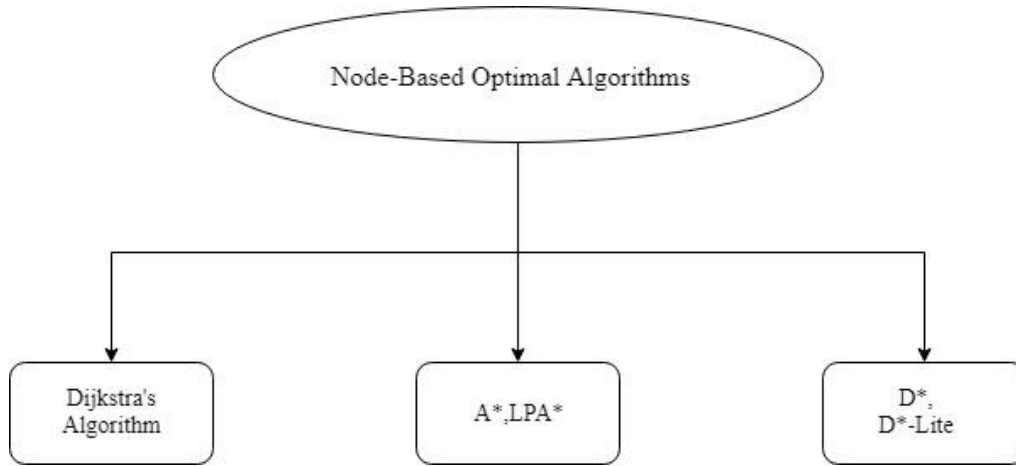 Node-Based Optimal Algorithms
Dijkstra's
Algorithm
A*,LPA*
D*,
D*-Lite